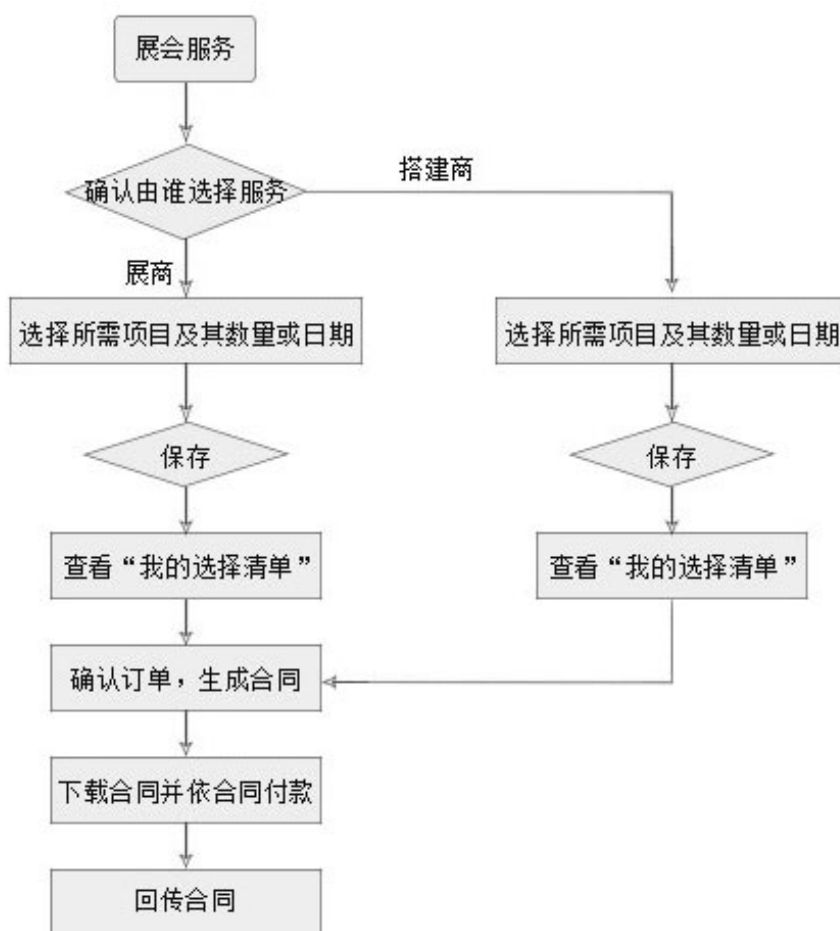 展会服务
搭建商
确认由谁选择服务
展商
选择所需项目及其数量或日期
选择所需项目及其数量或日期
保存
保存
查看“我的选择清单”
查看“我的选择清单”
确认订单，生成合同
下载合同并依合同付款
回传合同